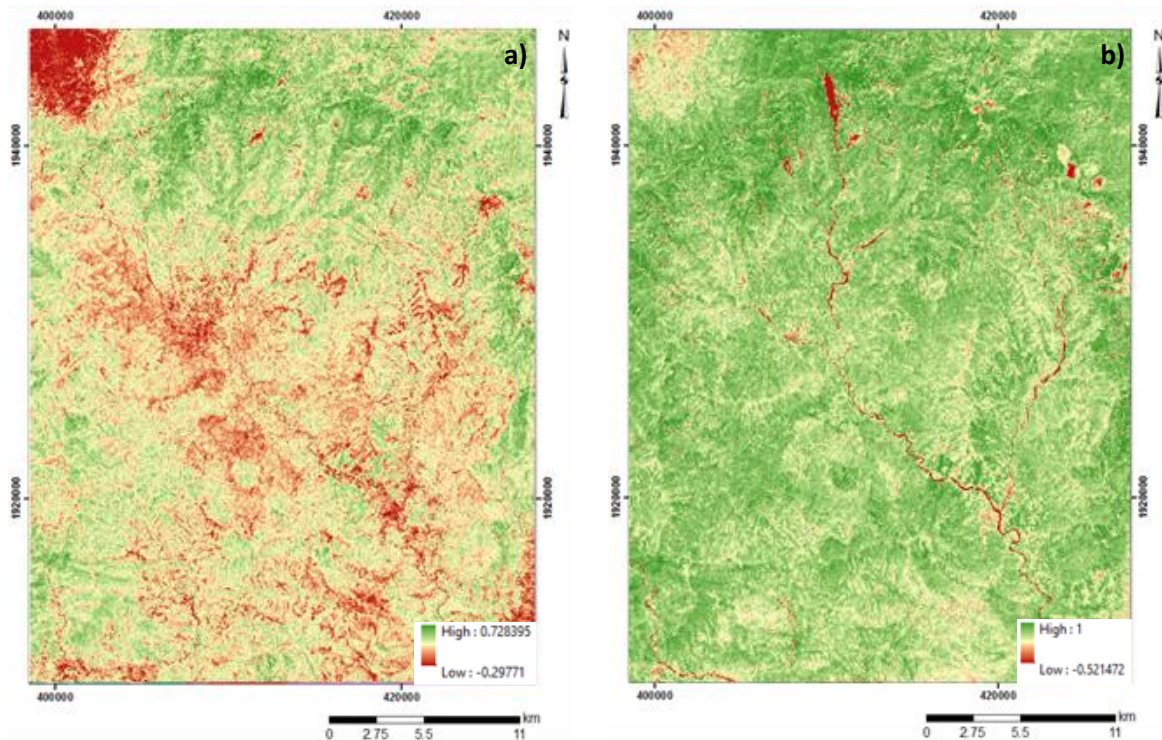 400000 420000
N
a)
1940000 1940000
1920000 1920000
High : 0.728395
Low : -0.29771
400000 420000
km
0 2.75 5.5 11
400000 420000
N
b)
1940000 1940000
1920000 1920000
High : 1
Low : -0.521472
400000 420000
km
0 2.75 5.5 11